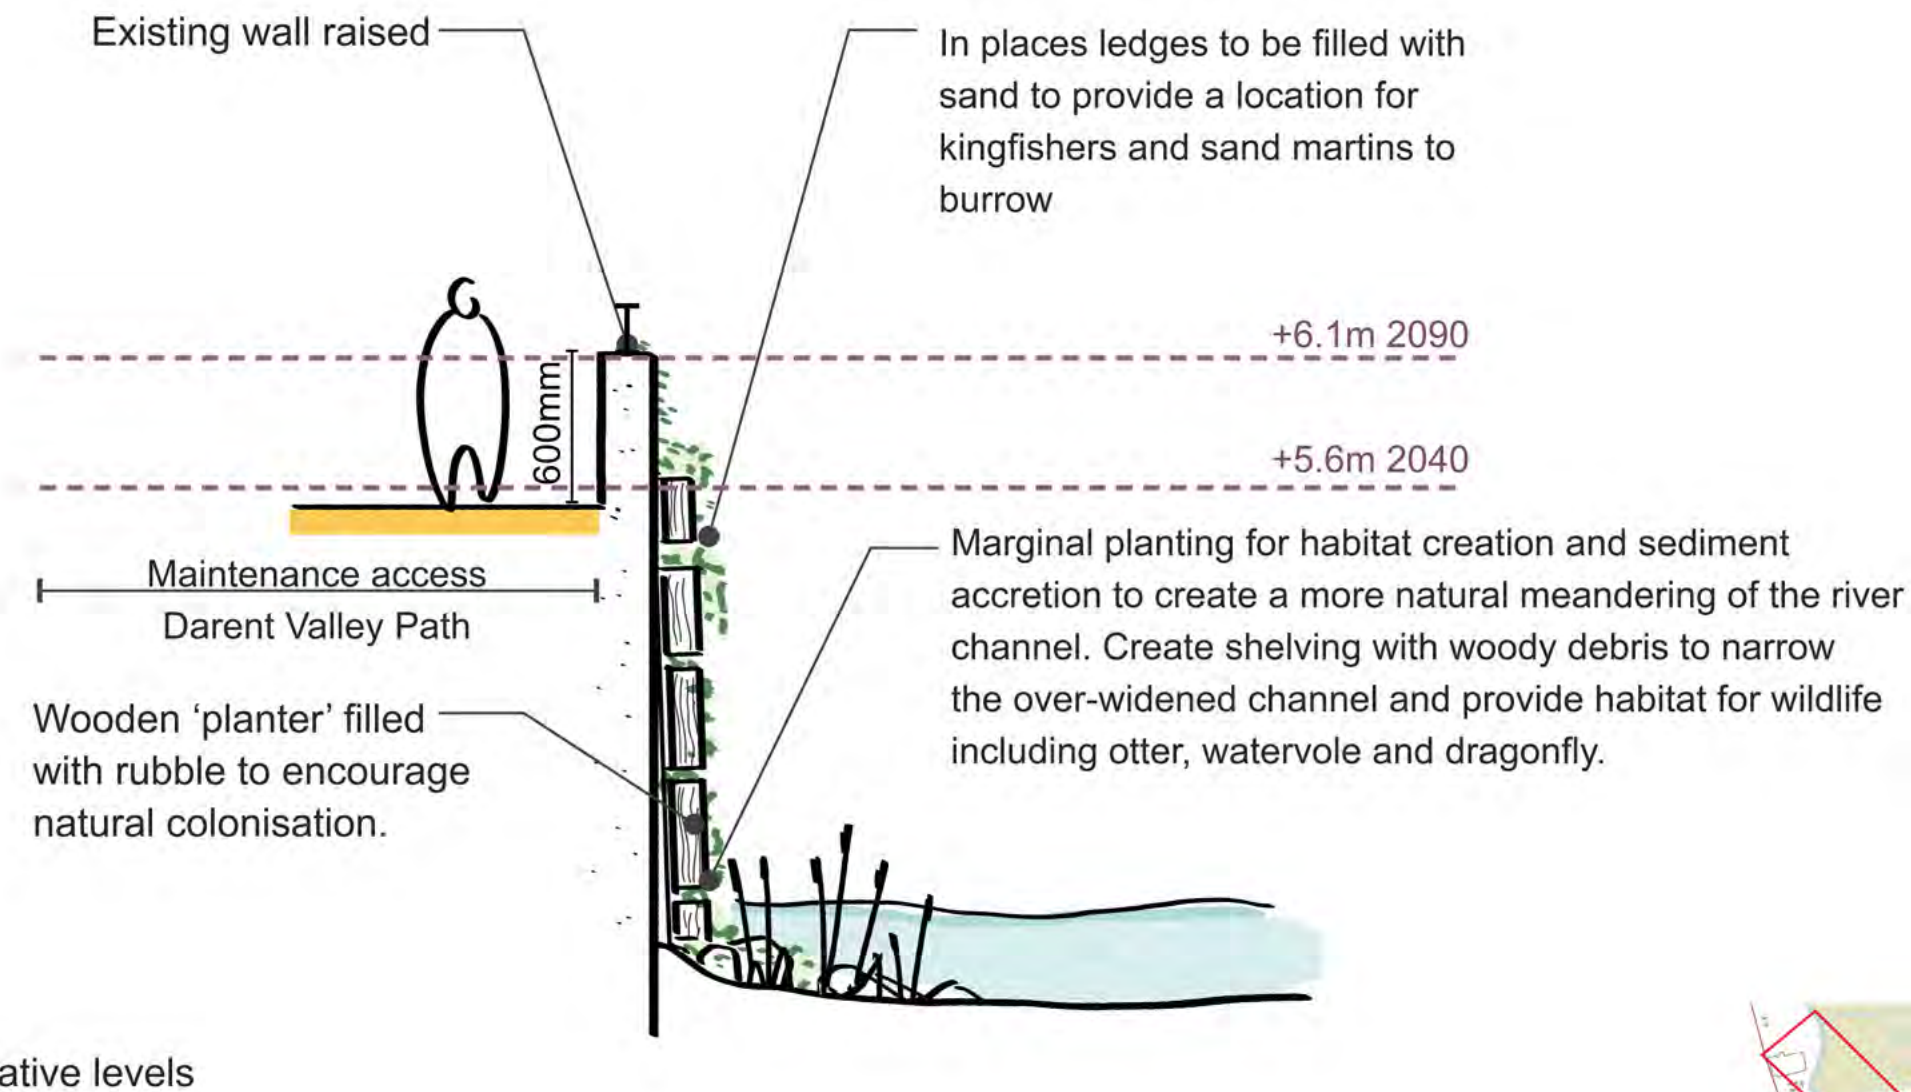 Existing wall raised
In places ledges to be filled with
sand to provide a location for
kingfishers and sand martins to
burrow
+6.1m 2090
600mm
+5.6m 2040
Maintenance access
Darent Valley Path
Marginal planting for habitat creation and sediment
accretion to create a more natural meandering of the river
channel. Create shelving with woody debris to narrow
the over-widened channel and provide habitat for wildlife
including otter, watervole and dragonfly.
Wooden ‘planter’ filled
with rubble to encourage
natural colonisation.
ative levels